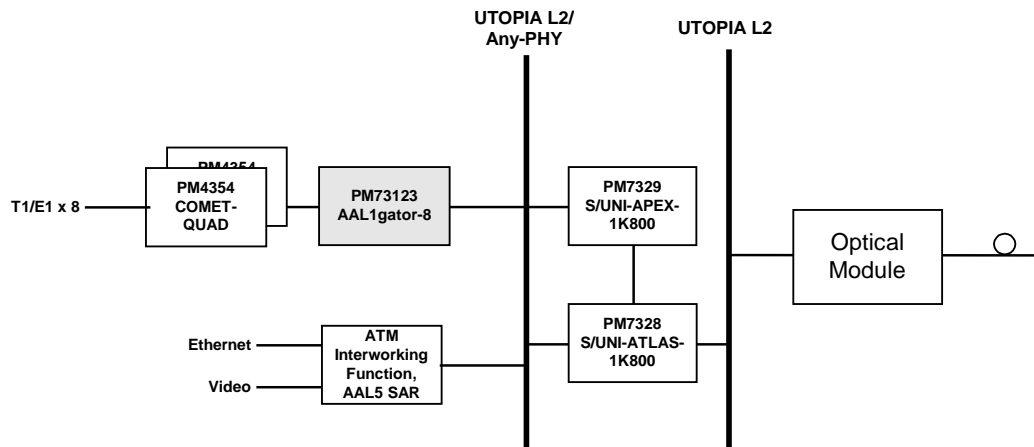 UTOPIA L2/
Any-PHY
UTOPIA L2
PM4354
T1/E1 x 8
PM4354
COMET-
QUAD
PM73123
AAL1gator-8
PM7329
S/UNI-APEX-
1K800
Optical
Module
Ethernet
Video
ATM
Interworking
Function,
AAL5 SAR
PM7328
S/UNI-ATLAS-
1K800